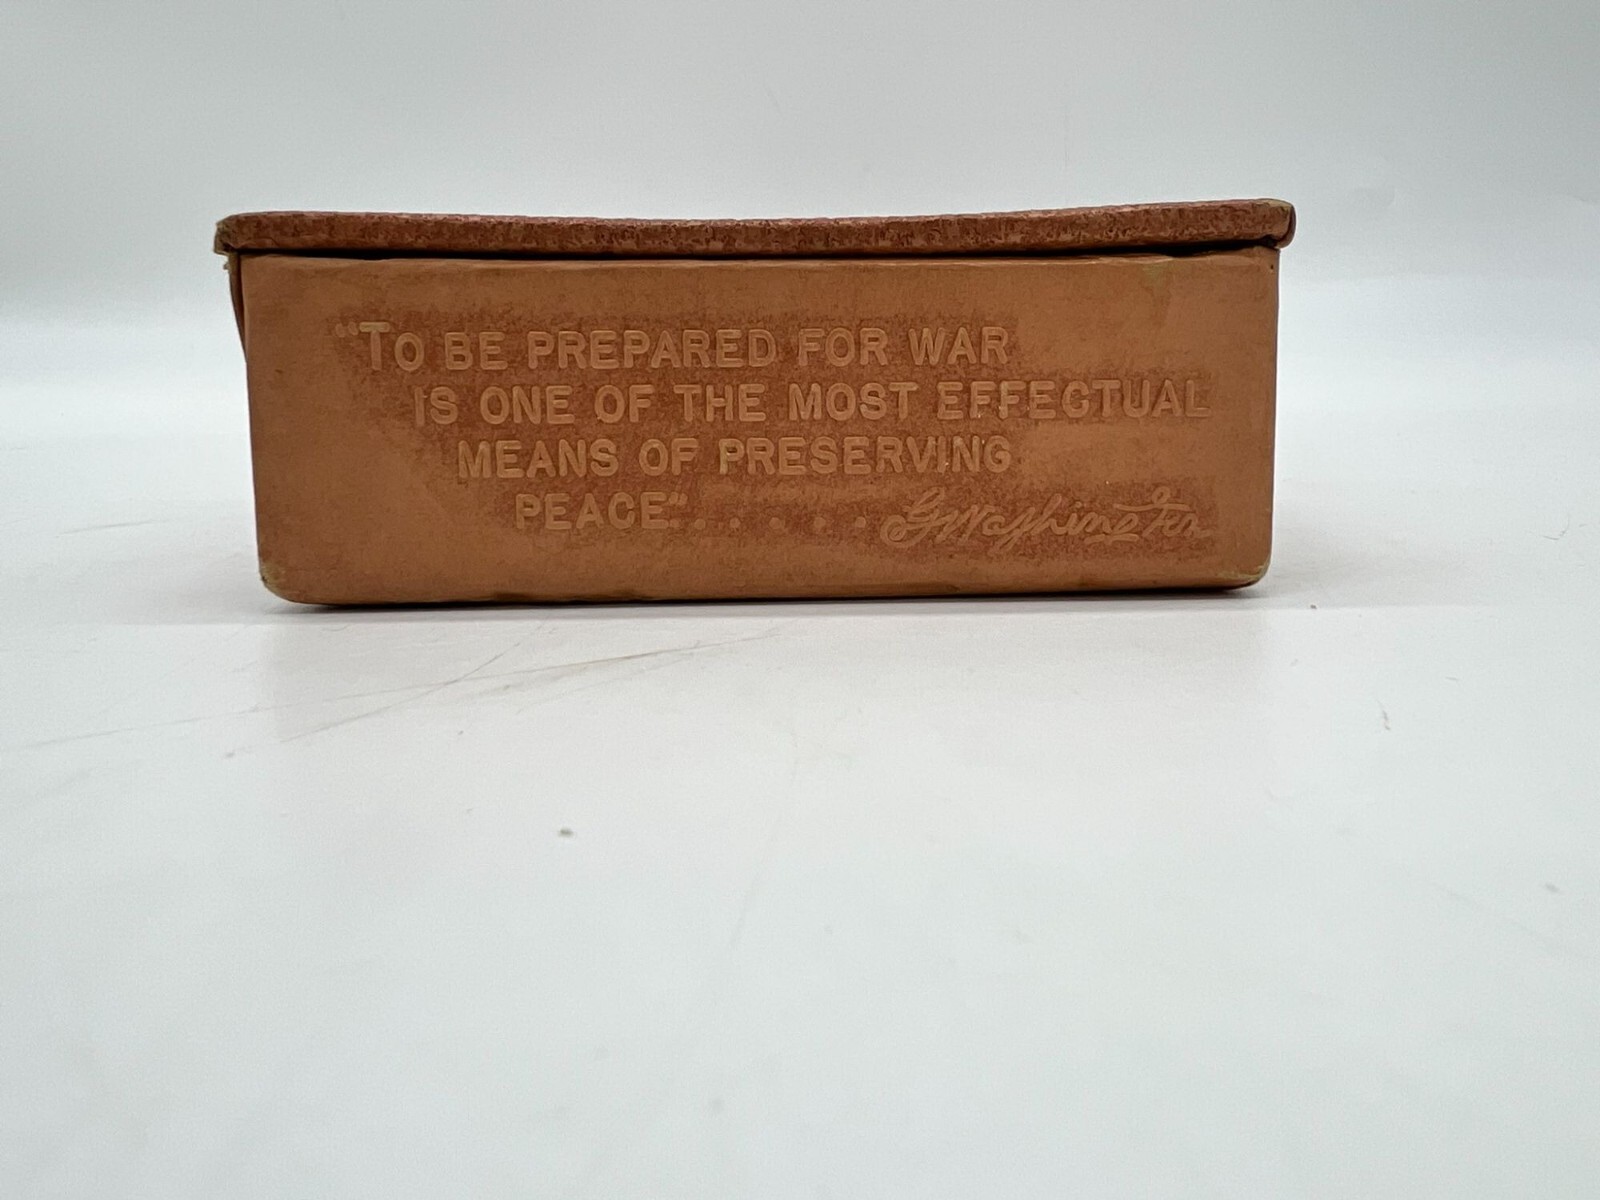 “To BE PREPARED FOR WAR
IS ONE OF THE MOST EFFECTUAL
MEANS OF PRESERVING
PEACE”. . . . . . GWashington